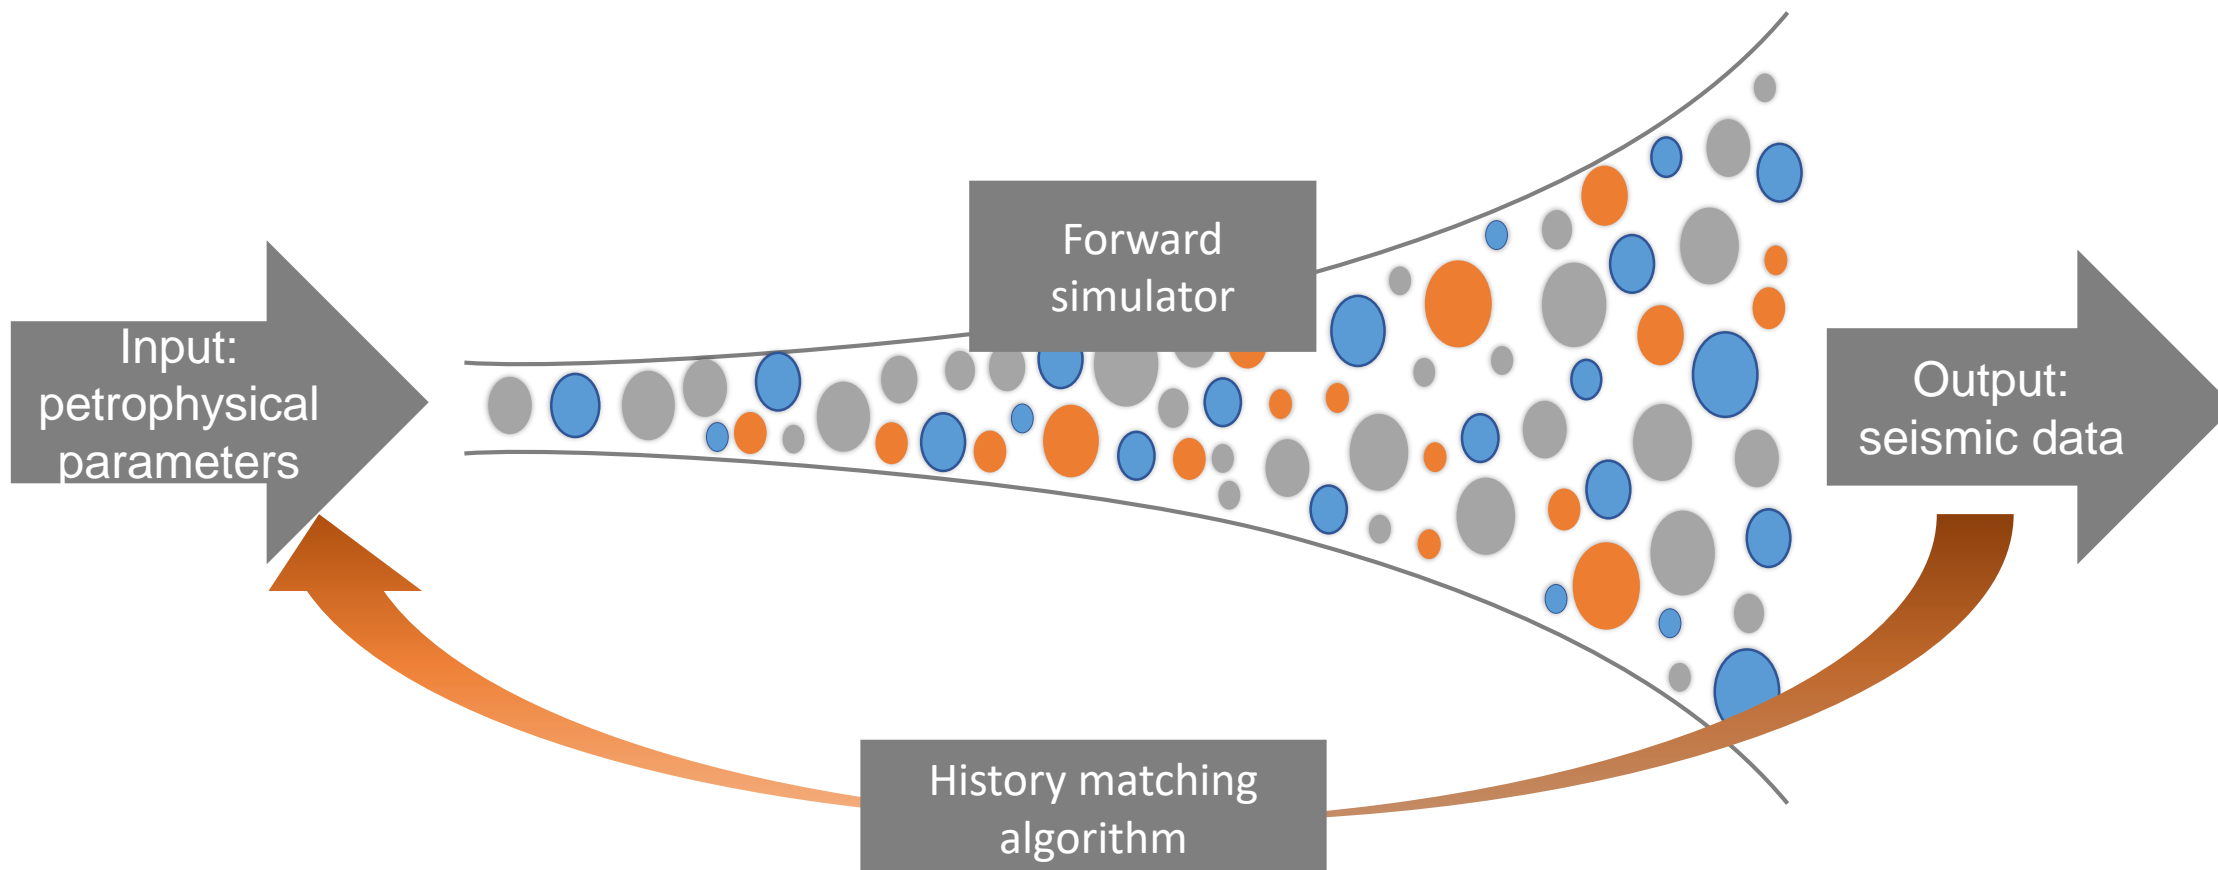 Input:
petrophysical
parameters
Forward
simulator
Output:
seismic data
History matching
algorithm